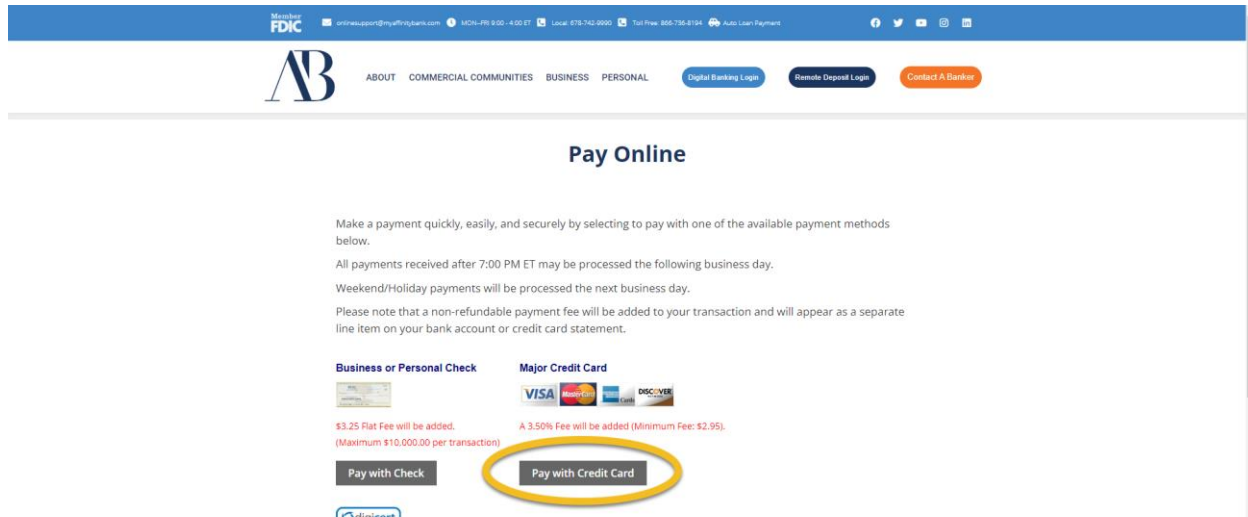 Member
FDIC
onlinesupport@myaffinitybank.com MON-FRI 9:00 - 4:00 ET Local: 678-742-9990 Toll Free: 866-736-8194 Auto Loan Payment
AB
ABOUT COMMERCIAL COMMUNITIES BUSINESS PERSONAL Digital Banking Login Remote Deposit Login Contact A Banker
Pay Online
Make a payment quickly, easily, and securely by selecting to pay with one of the available payment methods
below.
All payments received after 7:00 PM ET may be processed the following business day.
Weekend/Holiday payments will be processed the next business day.
Please note that a non-refundable payment fee will be added to your transaction and will appear as a separate
line item on your bank account or credit card statement.
Business or Personal Check Major Credit Card
VISA MasterCard Cards DISCOVER
$3.25 Flat Fee will be added. A 3.50% Fee will be added (Minimum Fee: $2.95).
(Maximum $10,000.00 per transaction)
Pay with Check Pay with Credit Card
digicert